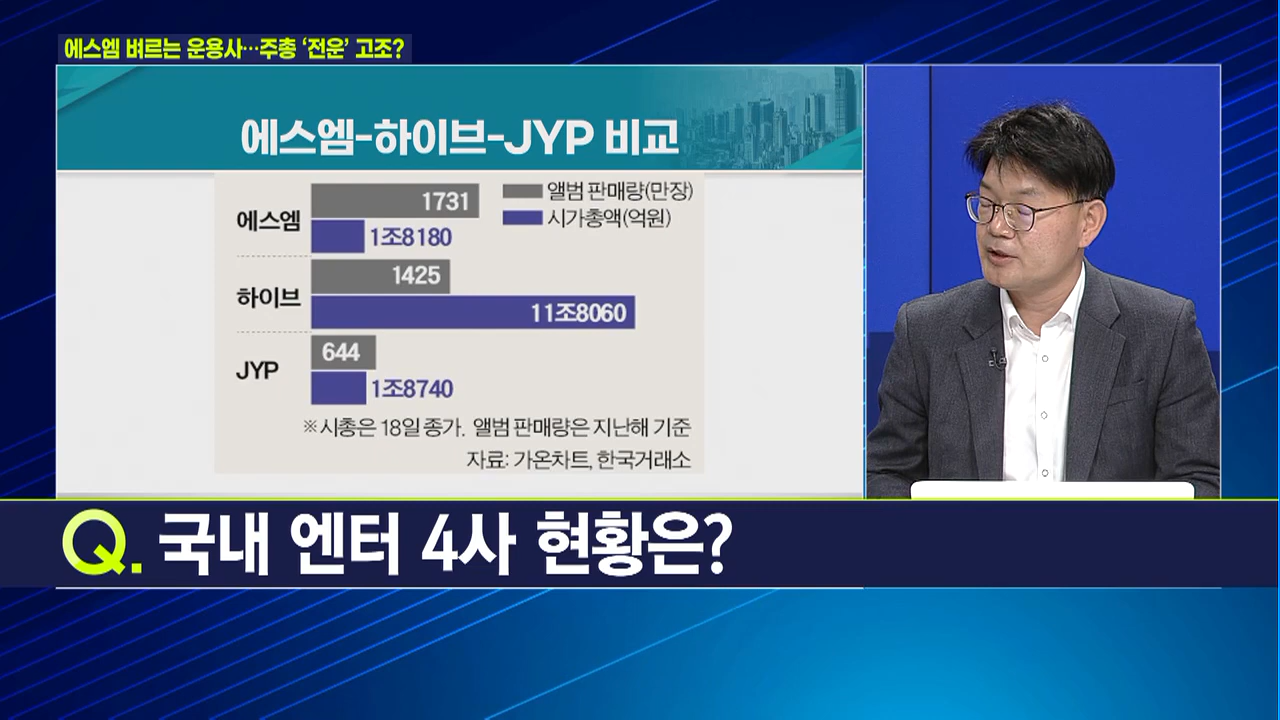 에스엠 벼르는 운용사…주총 ‘전운’ 고조?
에스엠-하이브-JYP 비교
앨범 판매량(만장)
시가총액(억원)
에스엠
1731
1조8180
하이브
1425
11조8060
JYP
644
1조8740
※시총은 18일 종가. 앨범 판매량은 지난해 기준
자료: 가온차트, 한국거래소
Q. 국내 엔터 4사 현황은?